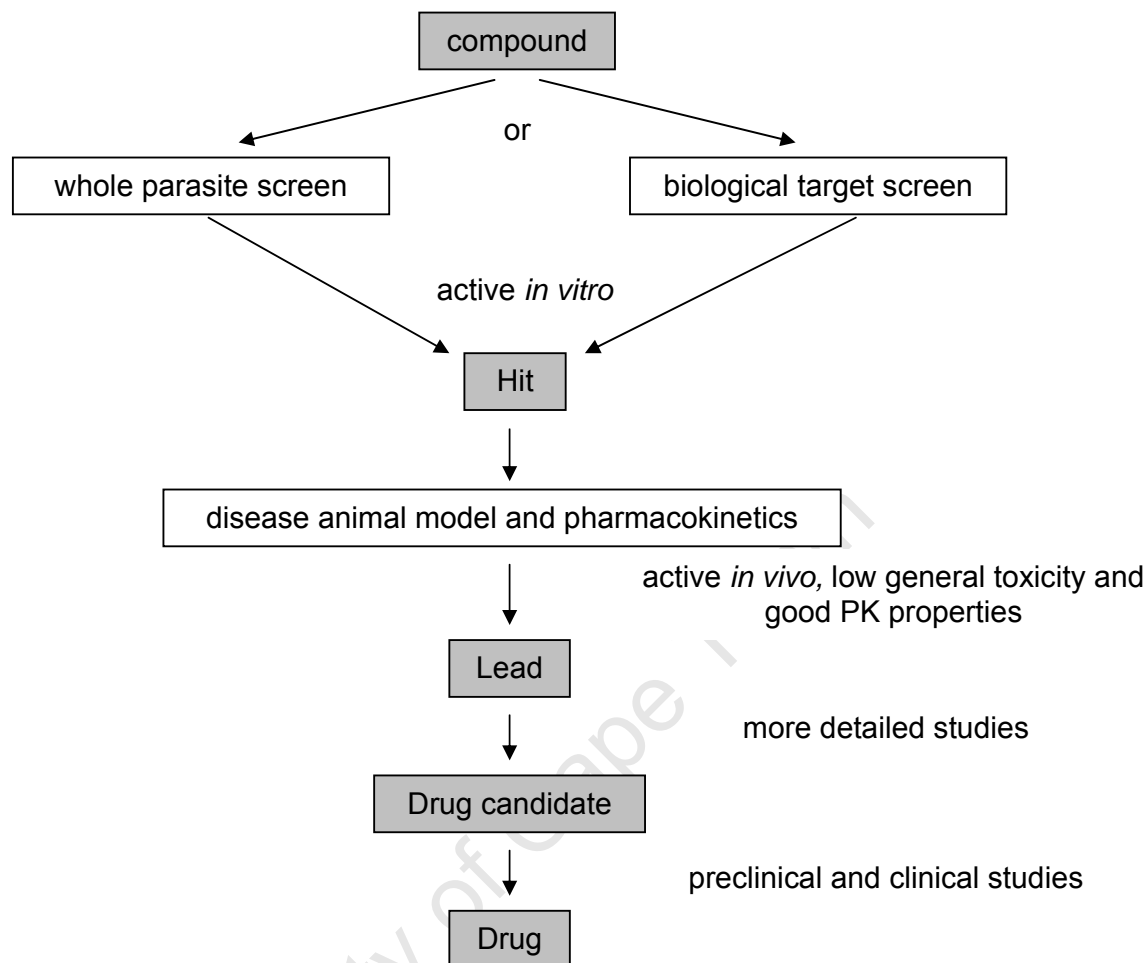 compound
or
whole parasite screen
biological target screen
active in vitro
Hit
disease animal model and pharmacokinetics
active in vivo, low general toxicity and
good PK properties
Lead
more detailed studies
Drug candidate
preclinical and clinical studies
Drug